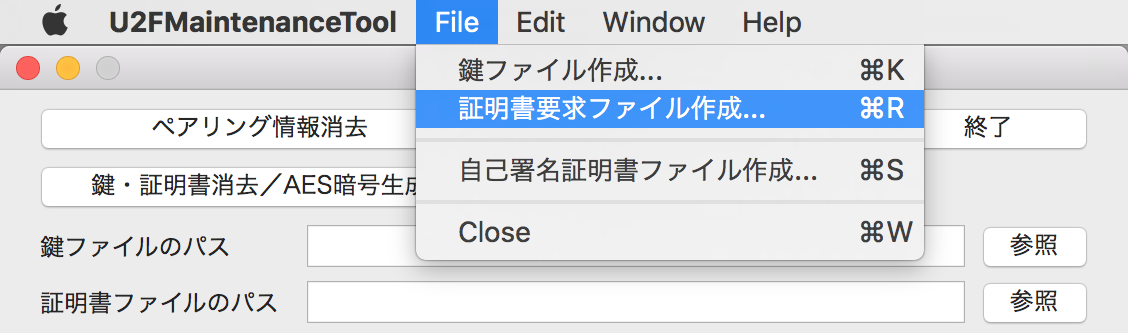 U2FMaintenanceTool File Edit Window Help
鍵ファイル作成... ⌘K
証明書要求ファイル作成... ⌘R
自己署名証明書ファイル作成... ⌘S
Close ⌘W
ペアリング情報消去 終了
鍵・証明書消去／AES暗号生成
鍵ファイルのパス 参照
証明書ファイルのパス 参照